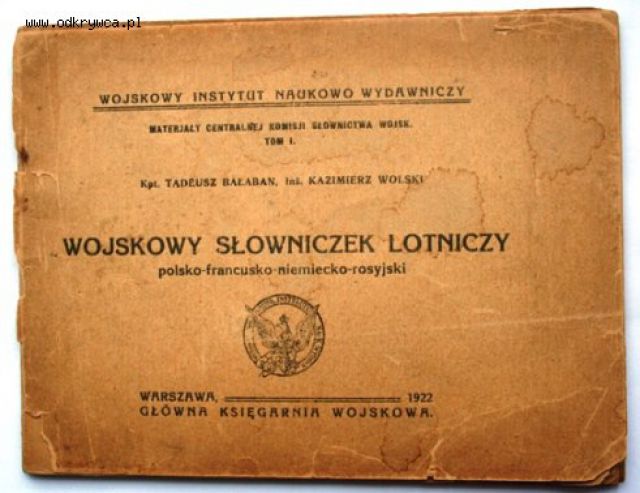 www.odkrywca.pl
WOJSKOWY INSTYTUT NAUKOWO WYDAWNICZY
MATERJAŁY CENTRALNEJ KOMISJI SŁOWNICTWA WOJSK.
TOM I.
Kpt. TADEUSZ BAŁABAN, Inż. KAZIMIERZ WOLSKI
WOJSKOWY SŁOWNICZEK LOTNICZY
polsko-francusko-niemiecko-rosyjski
WARSZAWA, 1922
GŁÓWNA KSIĘGARNIA WOJSKOWA.